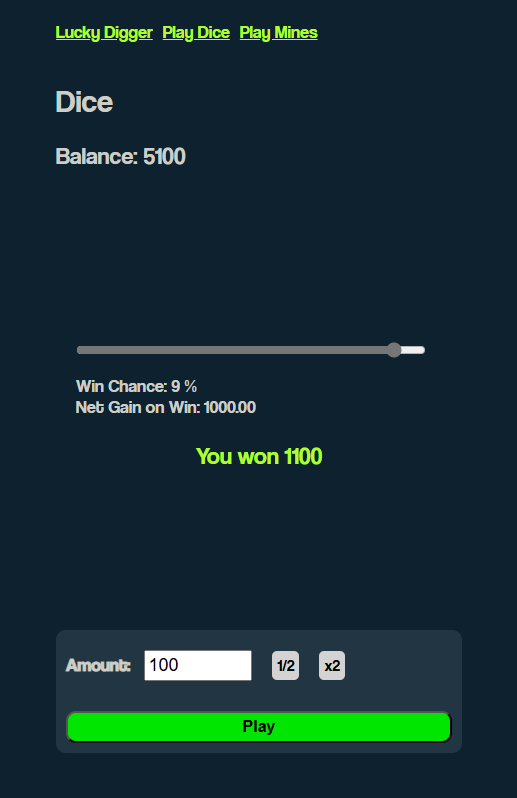 Lucky Digger Play Dice Play Mines
Dice
Balance: 5100
Win Chance: 9 %
Net Gain on Win: 1000.00
You won 1100
Amount: 100 1/2 x2
Play